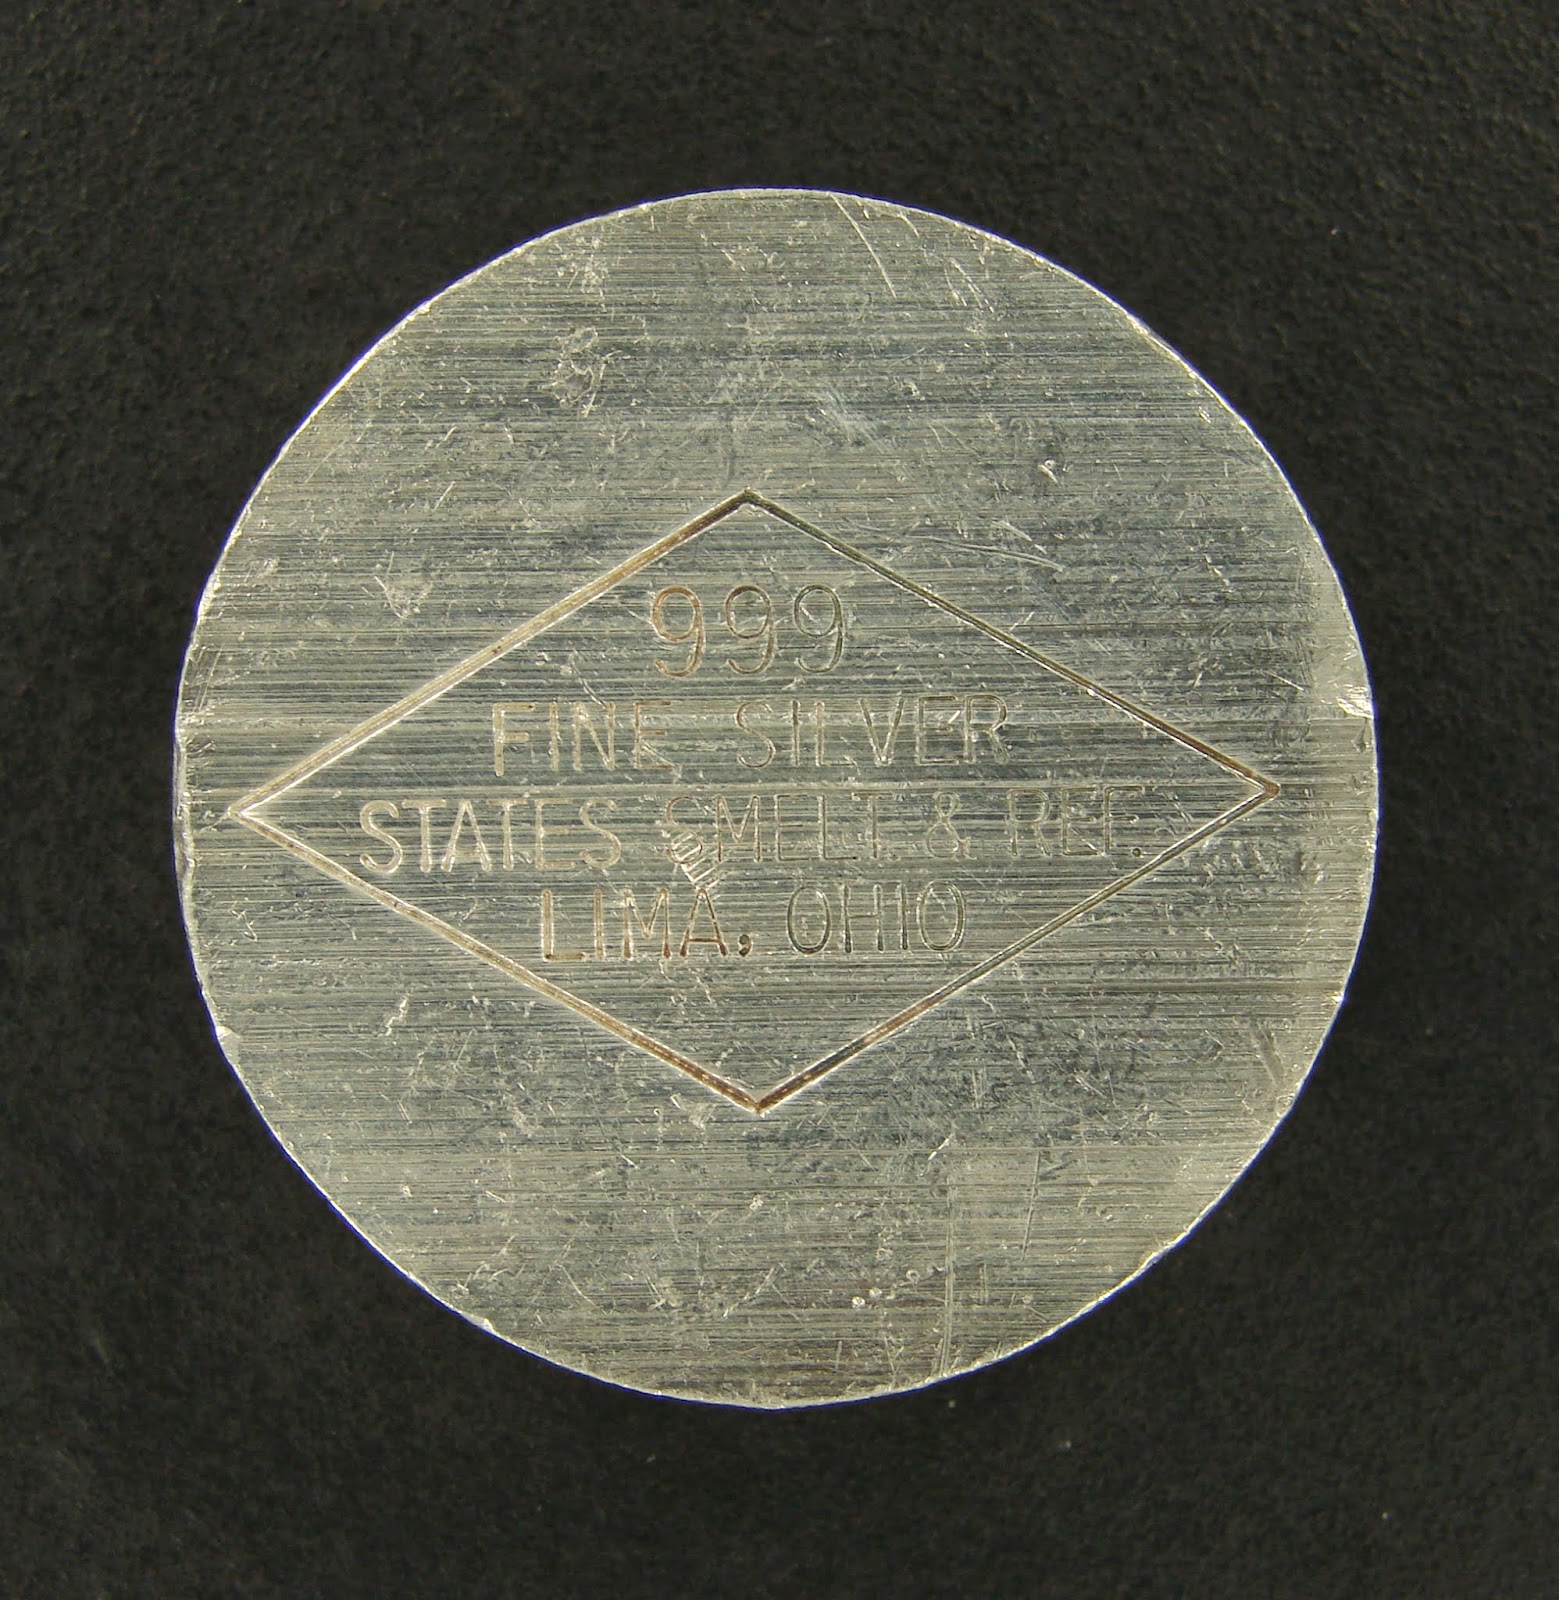 999
FINE SILVER
STATES SMELT. & REF.
LIMA, OHIO